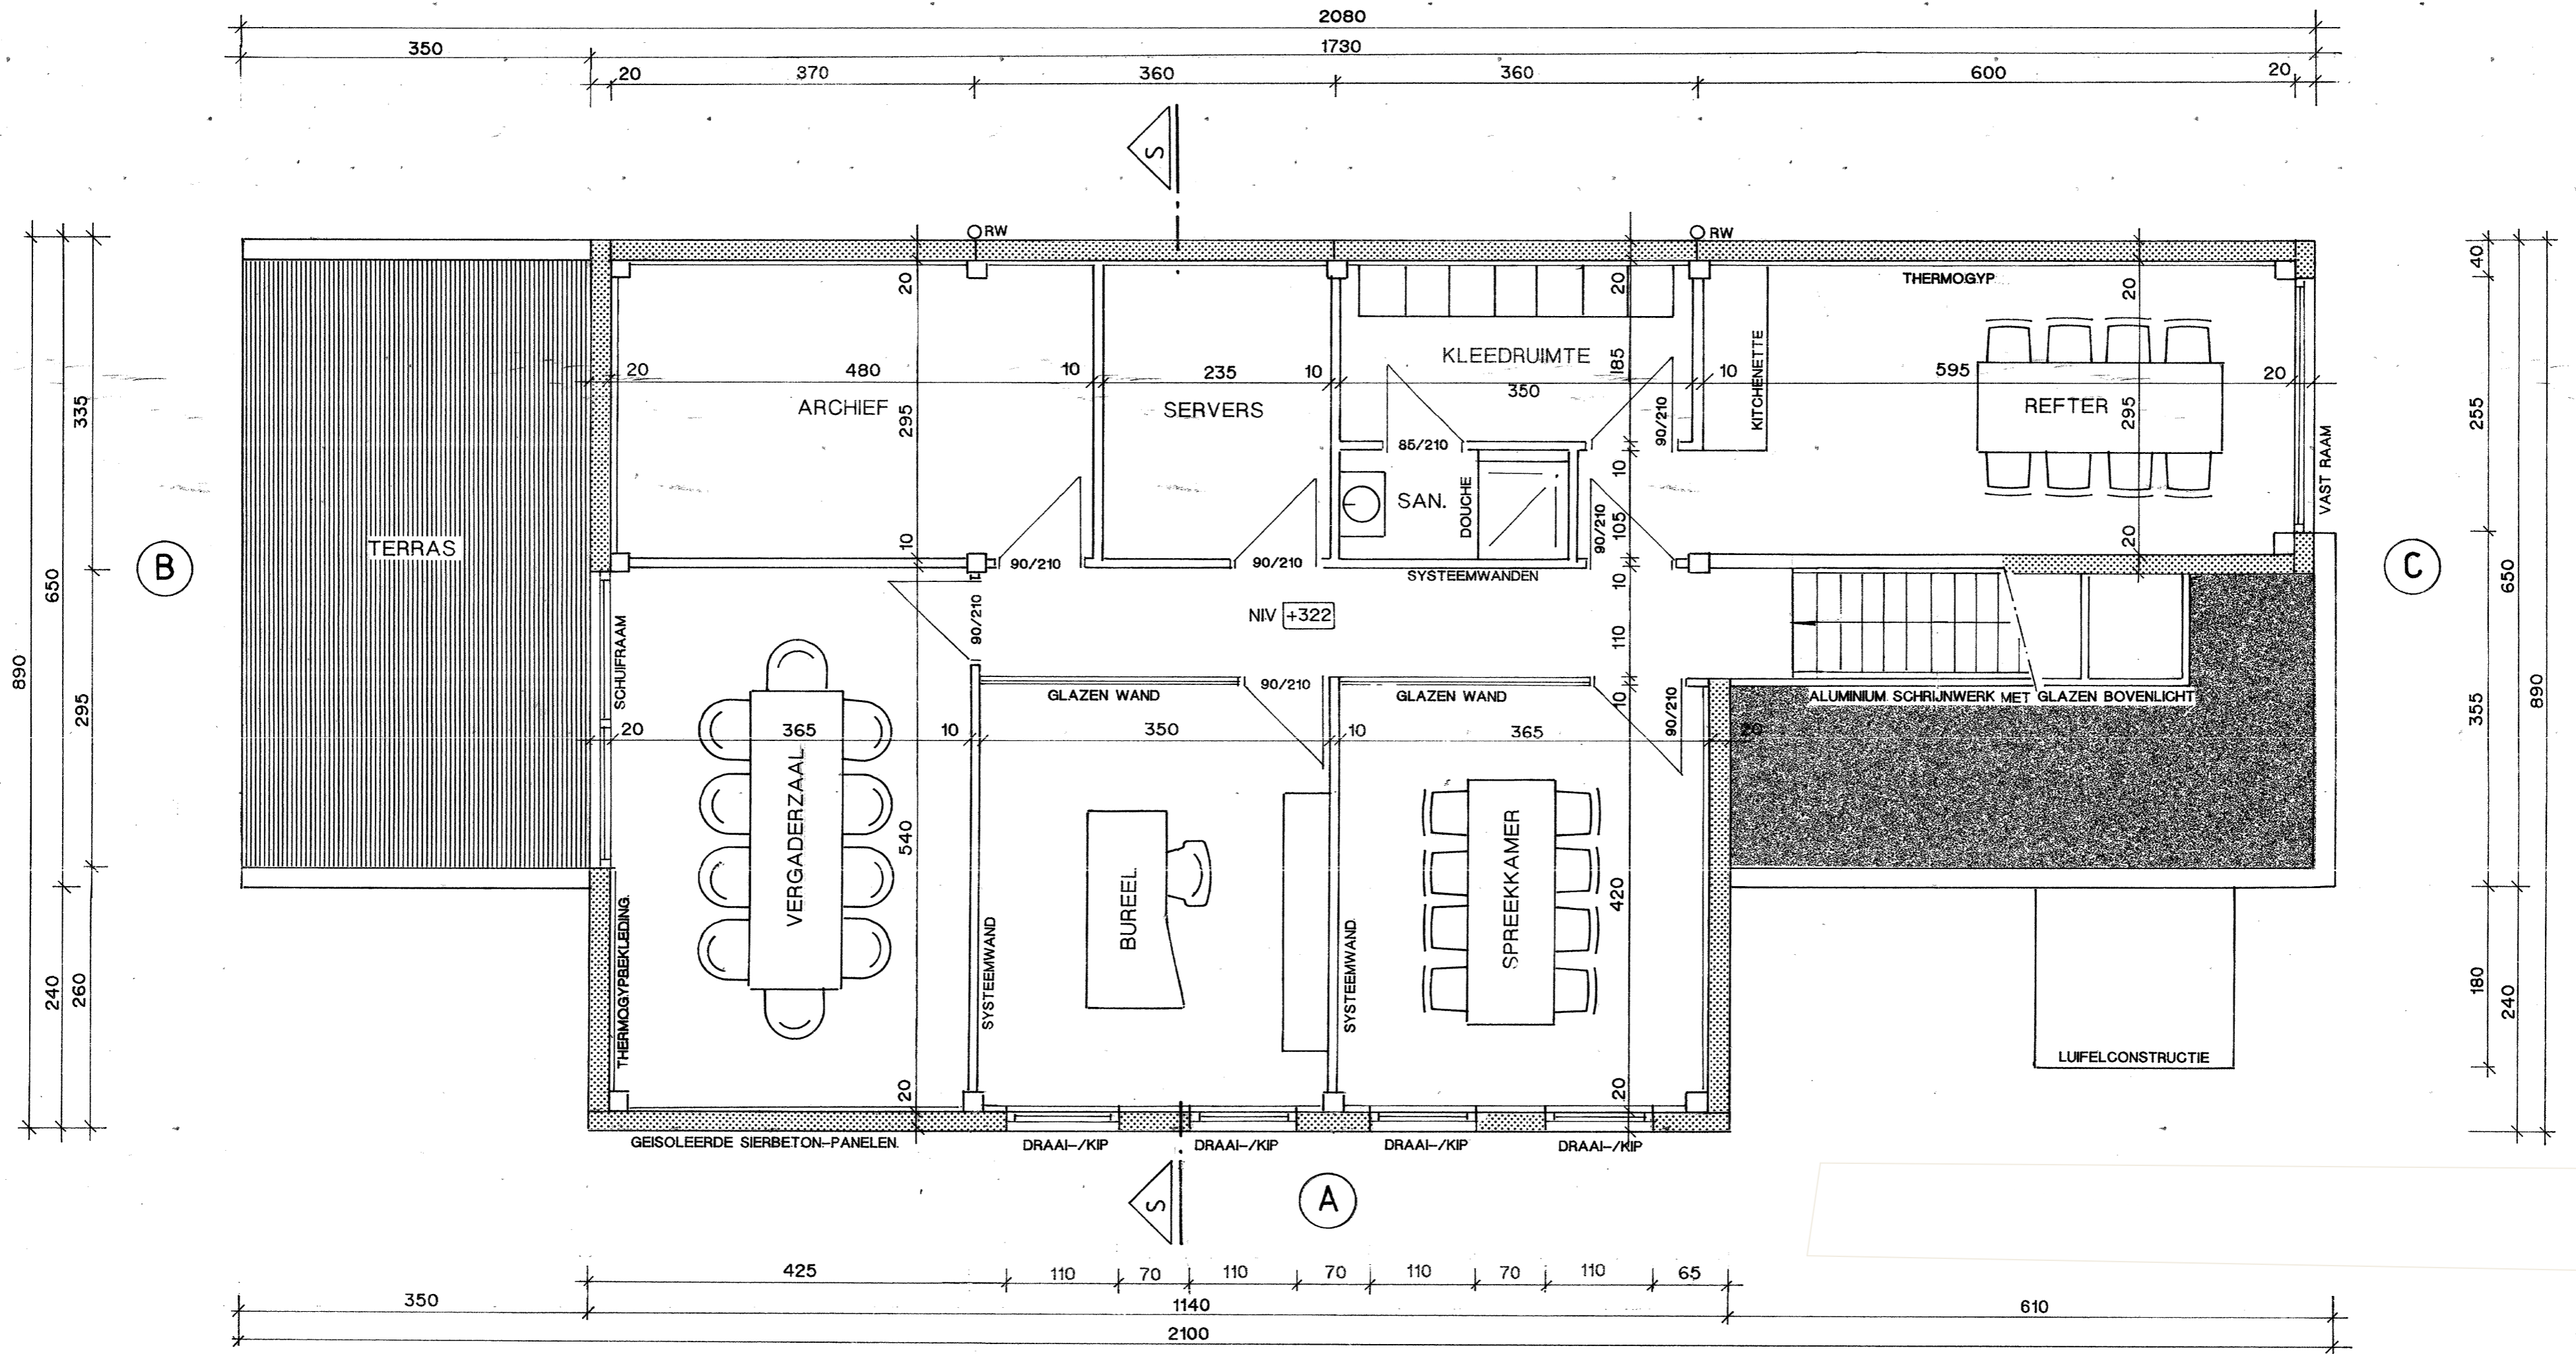 2080
350 1730
20 370 360 360 600 20
S
RW RW
THERMOGYP
20 20 20 40
KLEEDRUIMTE 185 KITCHENETTE
20 480 10 235 10 350 10 595 20
ARCHIEF 295 SERVERS REFTER 295
335 255
VAST RAAM
85/210 90/210
10
SAN. DOUCHE 90/210 105
TERRAS
10 90/210 90/210 20
SYSTEEMWANDEN 10
B C
890 650 650 890
SCHUIFRAAM 90/210 NIV +322 110
GLAZEN WAND 90/210 GLAZEN WAND 10 90/210 ALUMINIUM SCHRIJNWERK MET GLAZEN BOVENLICHT
295 355
20 365 10 350 10 365 20
VERGADERZAAL 540 BUREEL SPREEKKAMER 420
THERMOGYPBEKLEDING. SYSTEEMWAND SYSTEEMWAND
240 260 180 240
LUIFELCONSTRUCTIE
20 20
GEISOLEERDE SIERBETON-PANELEN. DRAAI-/KIP DRAAI-/KIP DRAAI-/KIP DRAAI-/KIP
S A
425 110 70 110 70 110 70 110 65
350 1140 610
2100